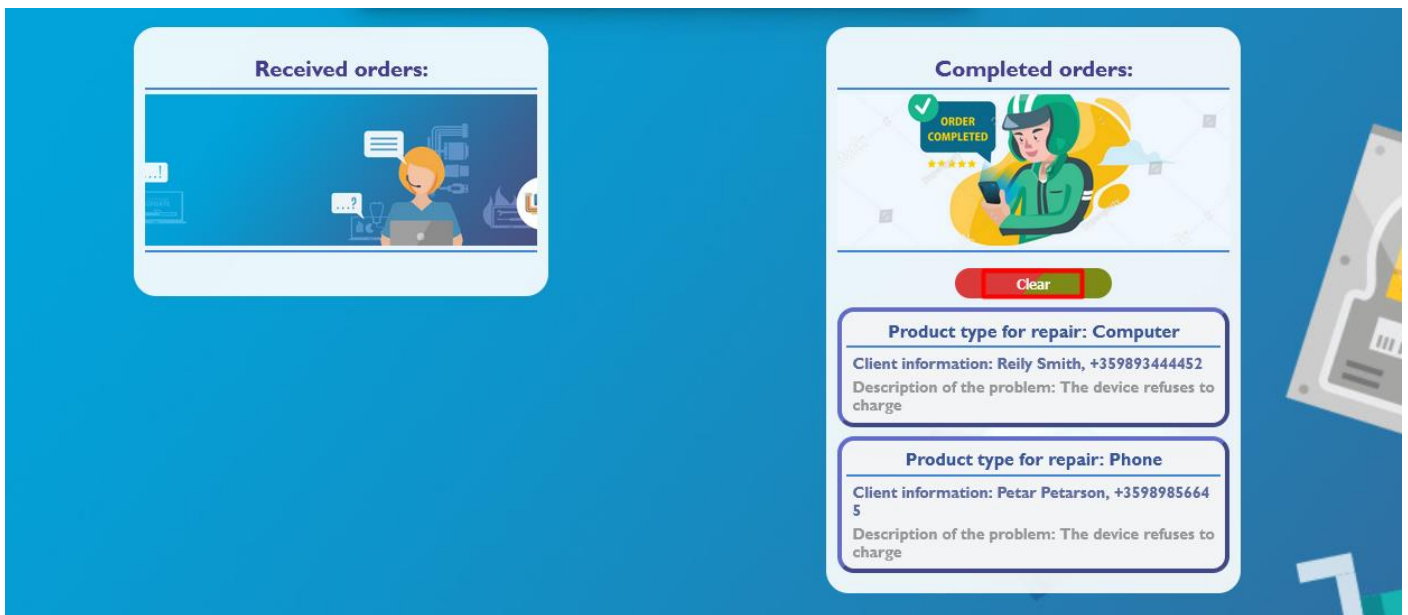 Received orders:
...!
...?
Completed orders:
ORDER
COMPLETED
Clear
Product type for repair: Computer
Client information: Reily Smith, +359893444452
Description of the problem: The device refuses to
charge
Product type for repair: Phone
Client information: Petar Petarson, +3598985664
5
Description of the problem: The device refuses to
charge